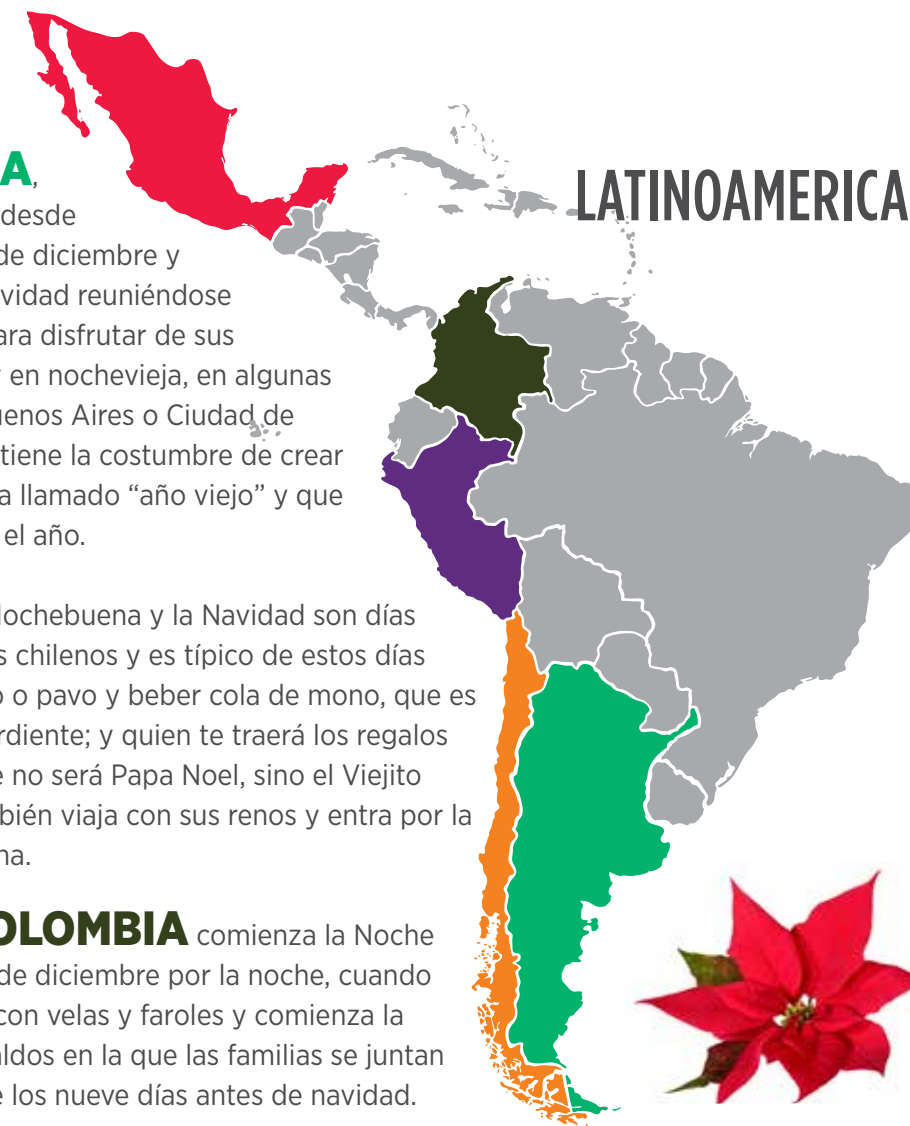 LATINOAMERICA
A,
desde
de diciembre y
vidad reuniéndose
ara disfrutar de sus
en nochevieja, en algunas
uenos Aires o Ciudad de
tiene la costumbre de crear
a llamado “año viejo” y que
el año.
ochebuena y la Navidad son días
s chilenos y es típico de estos días
o o pavo y beber cola de mono, que es
rdiente; y quien te traerá los regalos
e no será Papa Noel, sino el Viejito
bién viaja con sus renos y entra por la
na.
OLOMBIA comienza la Noche
de diciembre por la noche, cuando
con velas y faroles y comienza la
aldos en la que las familias se juntan
e los nueve días antes de navidad.